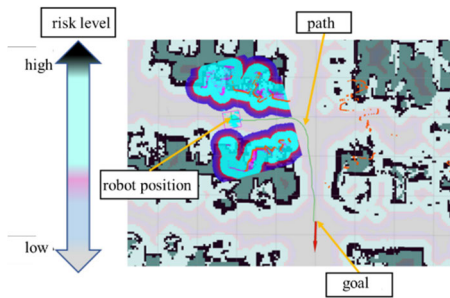 risk level
path
high
robot position
low
goal